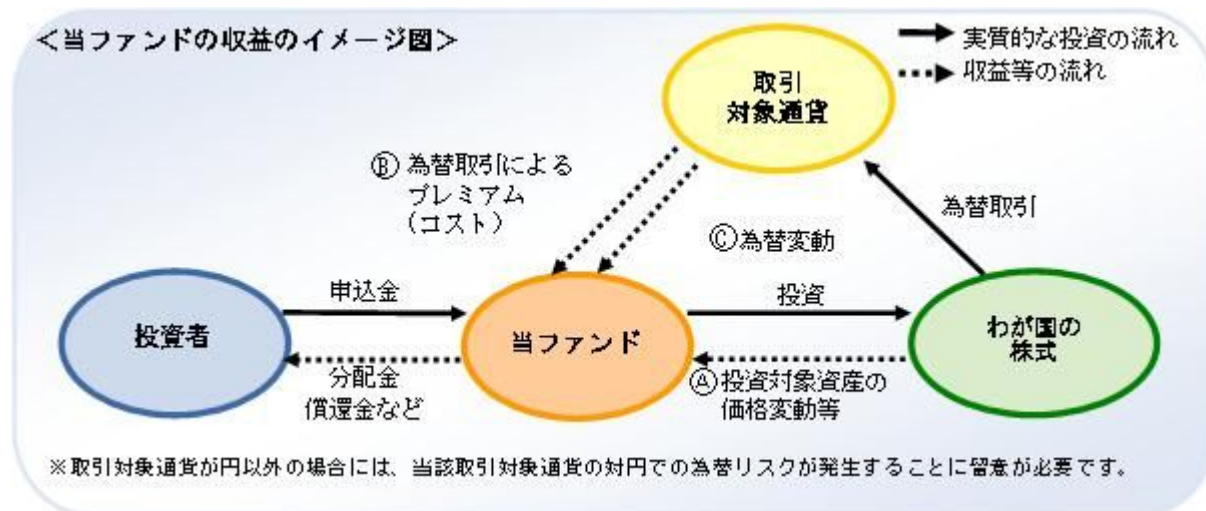 ＜当ファンドの収益のイメージ図＞
実質的な投資の流れ
収益等の流れ
取引
対象通貨
Ⓑ 為替取引による
プレミアム
（コスト）
為替取引
Ⓒ為替変動
申込金
投資
投資者
当ファンド
わが国の
株式
分配金
償還金など
Ⓐ投資対象資産の
価格変動等
※取引対象通貨が円以外の場合には、当該取引対象通貨の対円での為替リスクが発生することに留意が必要です。